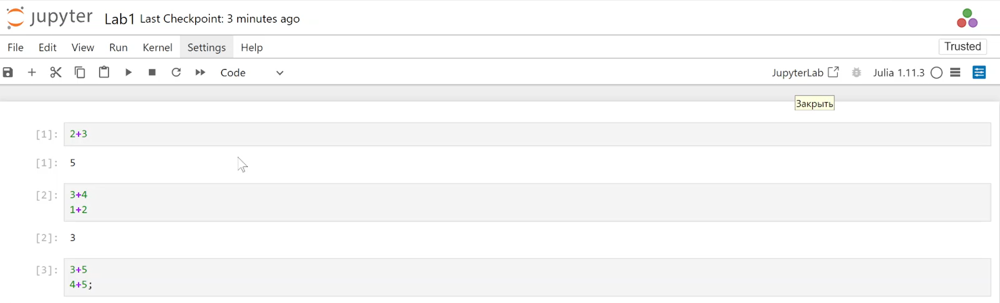 jupyter Lab1 Last Checkpoint: 3 minutes ago
File Edit View Run Kernel Settings Help Trusted
Code JupyterLab Julia 1.11.3
Закрыть
[1]: 2+3
[1]: 5
[2]: 3+4
1+2
[2]: 3
[3]: 3+5
4+5;